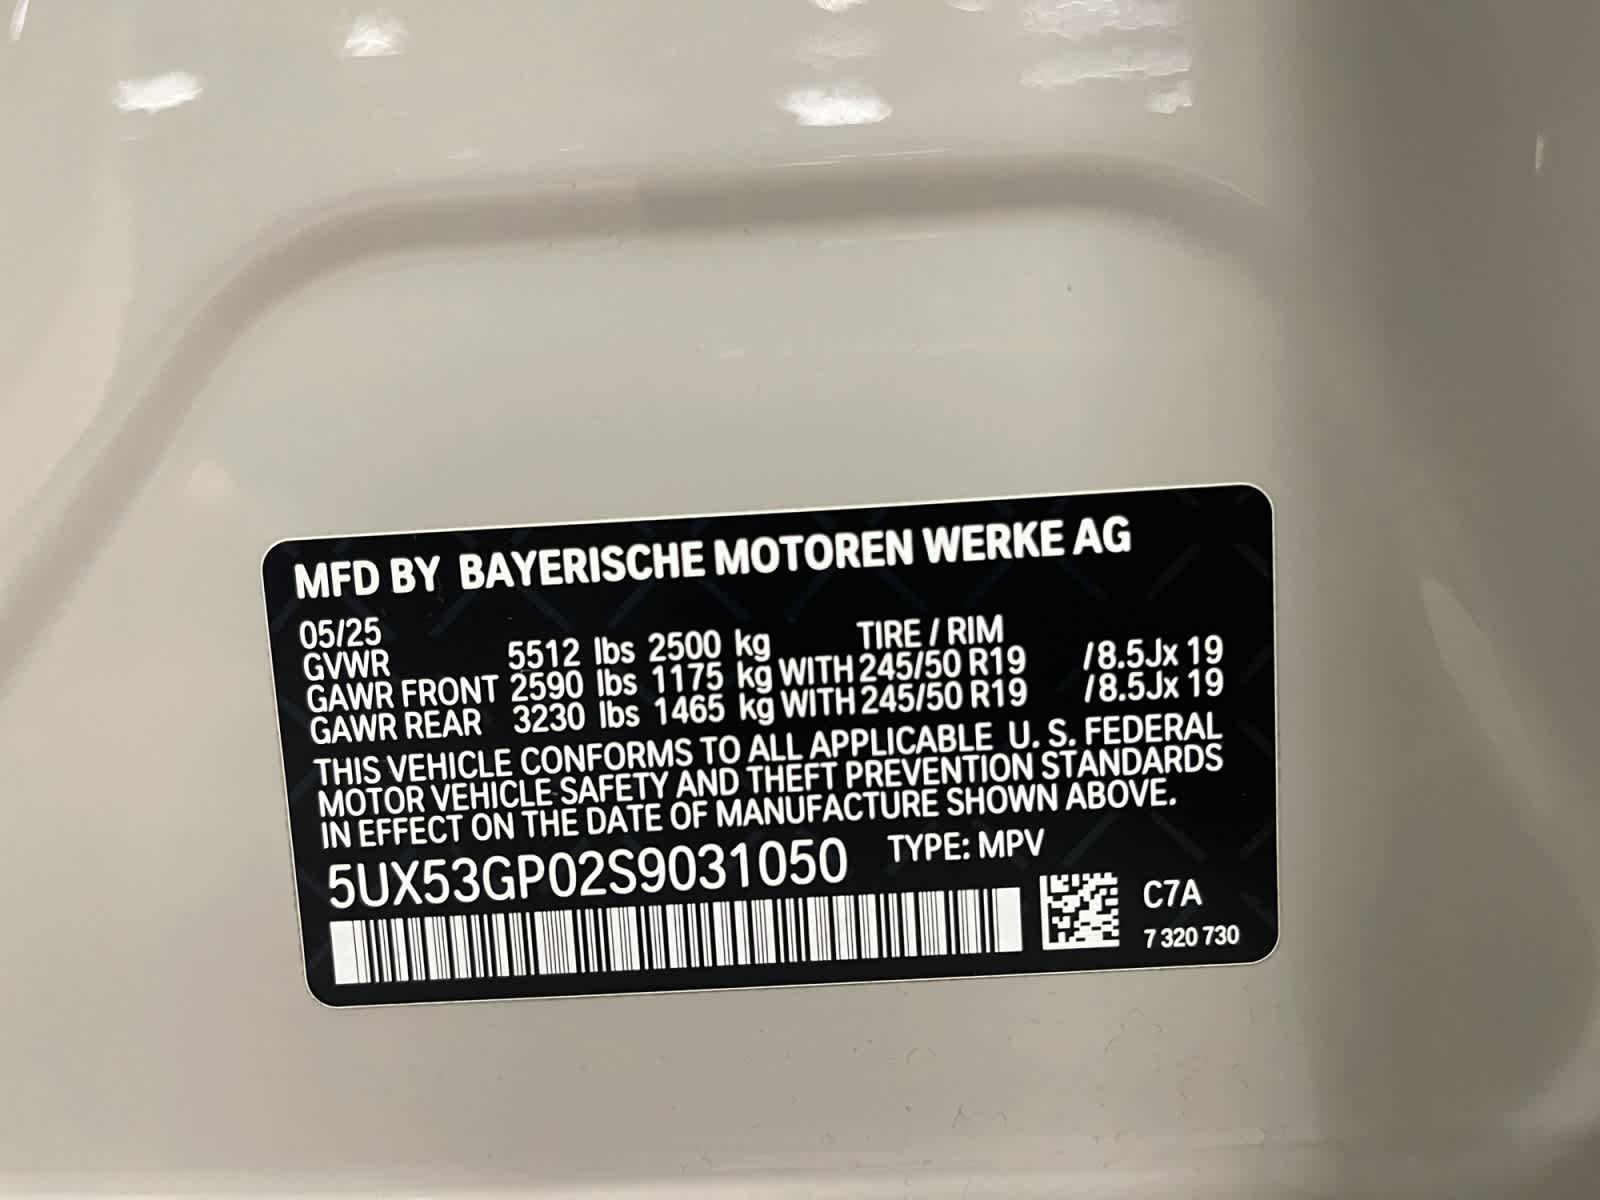 MFD BY BAYERISCHE MOTOREN WERKE AG
05/25 TIRE / RIM
GVWR 5512 lbs 2500 kg
GAWR FRONT 2590 lbs 1175 kg WITH 245/50 R19 / 8.5Jx 19
GAWR REAR 3230 lbs 1465 kg WITH 245/50 R19 / 8.5Jx 19
THIS VEHICLE CONFORMS TO ALL APPLICABLE U. S. FEDERAL
MOTOR VEHICLE SAFETY AND THEFT PREVENTION STANDARDS
IN EFFECT ON THE DATE OF MANUFACTURE SHOWN ABOVE.
5UX53GP02S9031050 TYPE: MPV
C7A
7 320 730